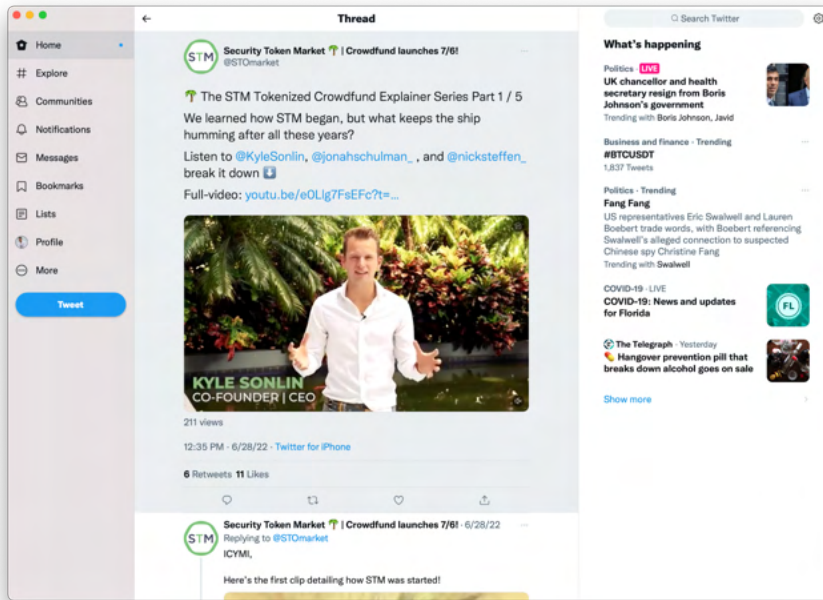 Home
Explore
Communities
Notifications
Messages
Bookmarks
Lists
Profile
More
Tweet
Thread
STM
Security Token Market 🌴 | Crowdfund launches 7/6!
@STOmarket
🌴 The STM Tokenized Crowdfund Explainer Series Part 1 / 5
We learned how STM began, but what keeps the ship
humming after all these years?
Listen to @KyleSonlin, @jonahschulman_ , and @nicksteffen_
break it down ⬇️
Full-video: youtu.be/e0Llg7FsEFc?t=...
KYLE SONLIN
CO-FOUNDER | CEO
211 views
12:35 PM · 6/28/22 · Twitter for iPhone
6 Retweets 11 Likes
STM
Security Token Market 🌴 | Crowdfund launches 7/6! · 6/28/22
Replying to @STOmarket
ICYMI,
Here's the first clip detailing how STM was started!
Search Twitter
What's happening
Politics · LIVE
UK chancellor and health
secretary resign from Boris
Johnson's government
Trending with Boris Johnson, Javid
Business and finance · Trending
#BTCUSDT
1,837 Tweets
Politics · Trending
Fang Fang
US representatives Eric Swalwell and Lauren
Boebert trade words, with Boebert referencing
Swalwell's alleged connection to suspected
Chinese spy Christine Fang
Trending with Swalwell
COVID-19 · LIVE
COVID-19: News and updates
for Florida
FL
The Telegraph · Yesterday
💊 Hangover prevention pill that
breaks down alcohol goes on sale
Show more